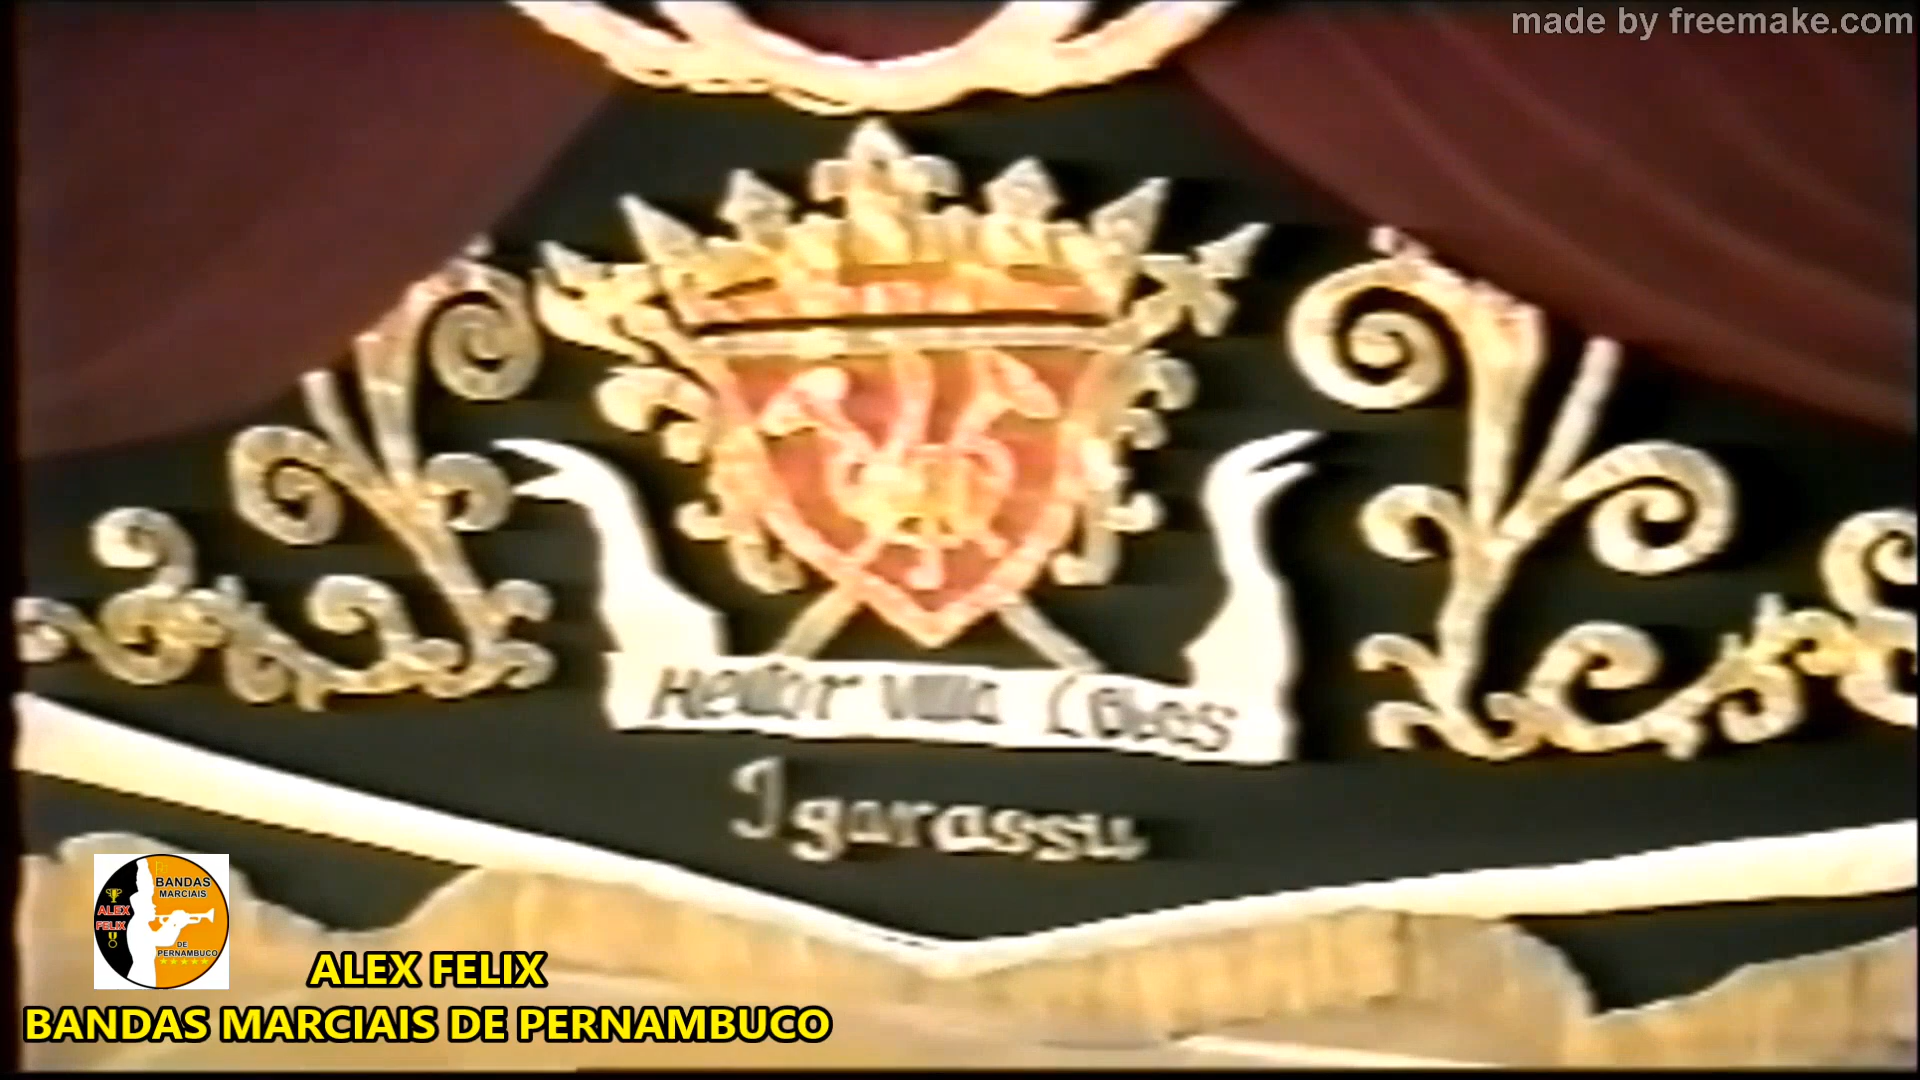 made by freemake.com
Heitor Villa Lobos
Igarassu
BANDAS
MARCIAIS
ALEX
FELIX
DE
PERNAMBUCO
ALEX FELIX
BANDAS MARCIAIS DE PERNAMBUCO